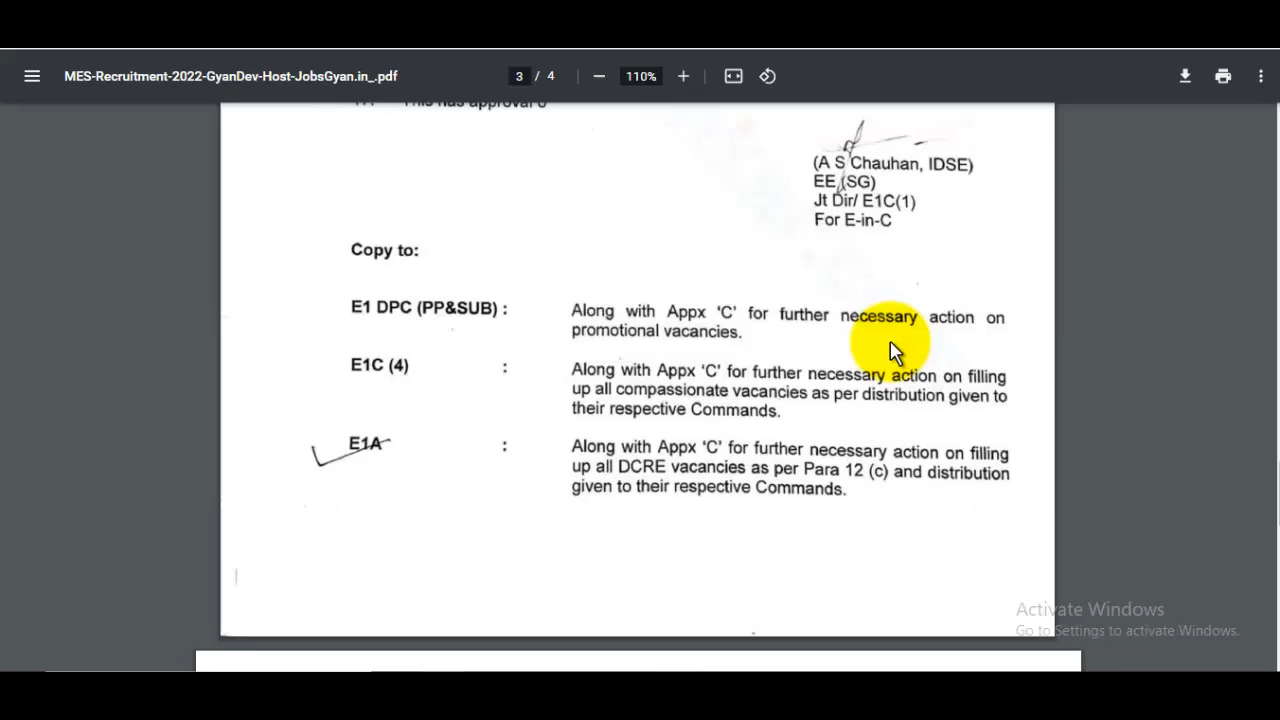 MES-Recruitment-2022-GyanDev-Host-JobsGyan.in_.pdf
3 / 4
110%
This has approval o
(A S Chauhan, IDSE)
EE (SG)
Jt Dir/ E1C(1)
For E-in-C
Copy to:
E1 DPC (PP&SUB) : Along with Appx 'C' for further necessary action on
promotional vacancies.
E1C (4) : Along with Appx 'C' for further necessary action on filling
up all compassionate vacancies as per distribution given to
their respective Commands.
E1A : Along with Appx 'C' for further necessary action on filling
up all DCRE vacancies as per Para 12 (c) and distribution
given to their respective Commands.
Activate Windows
Go to Settings to activate Windows.